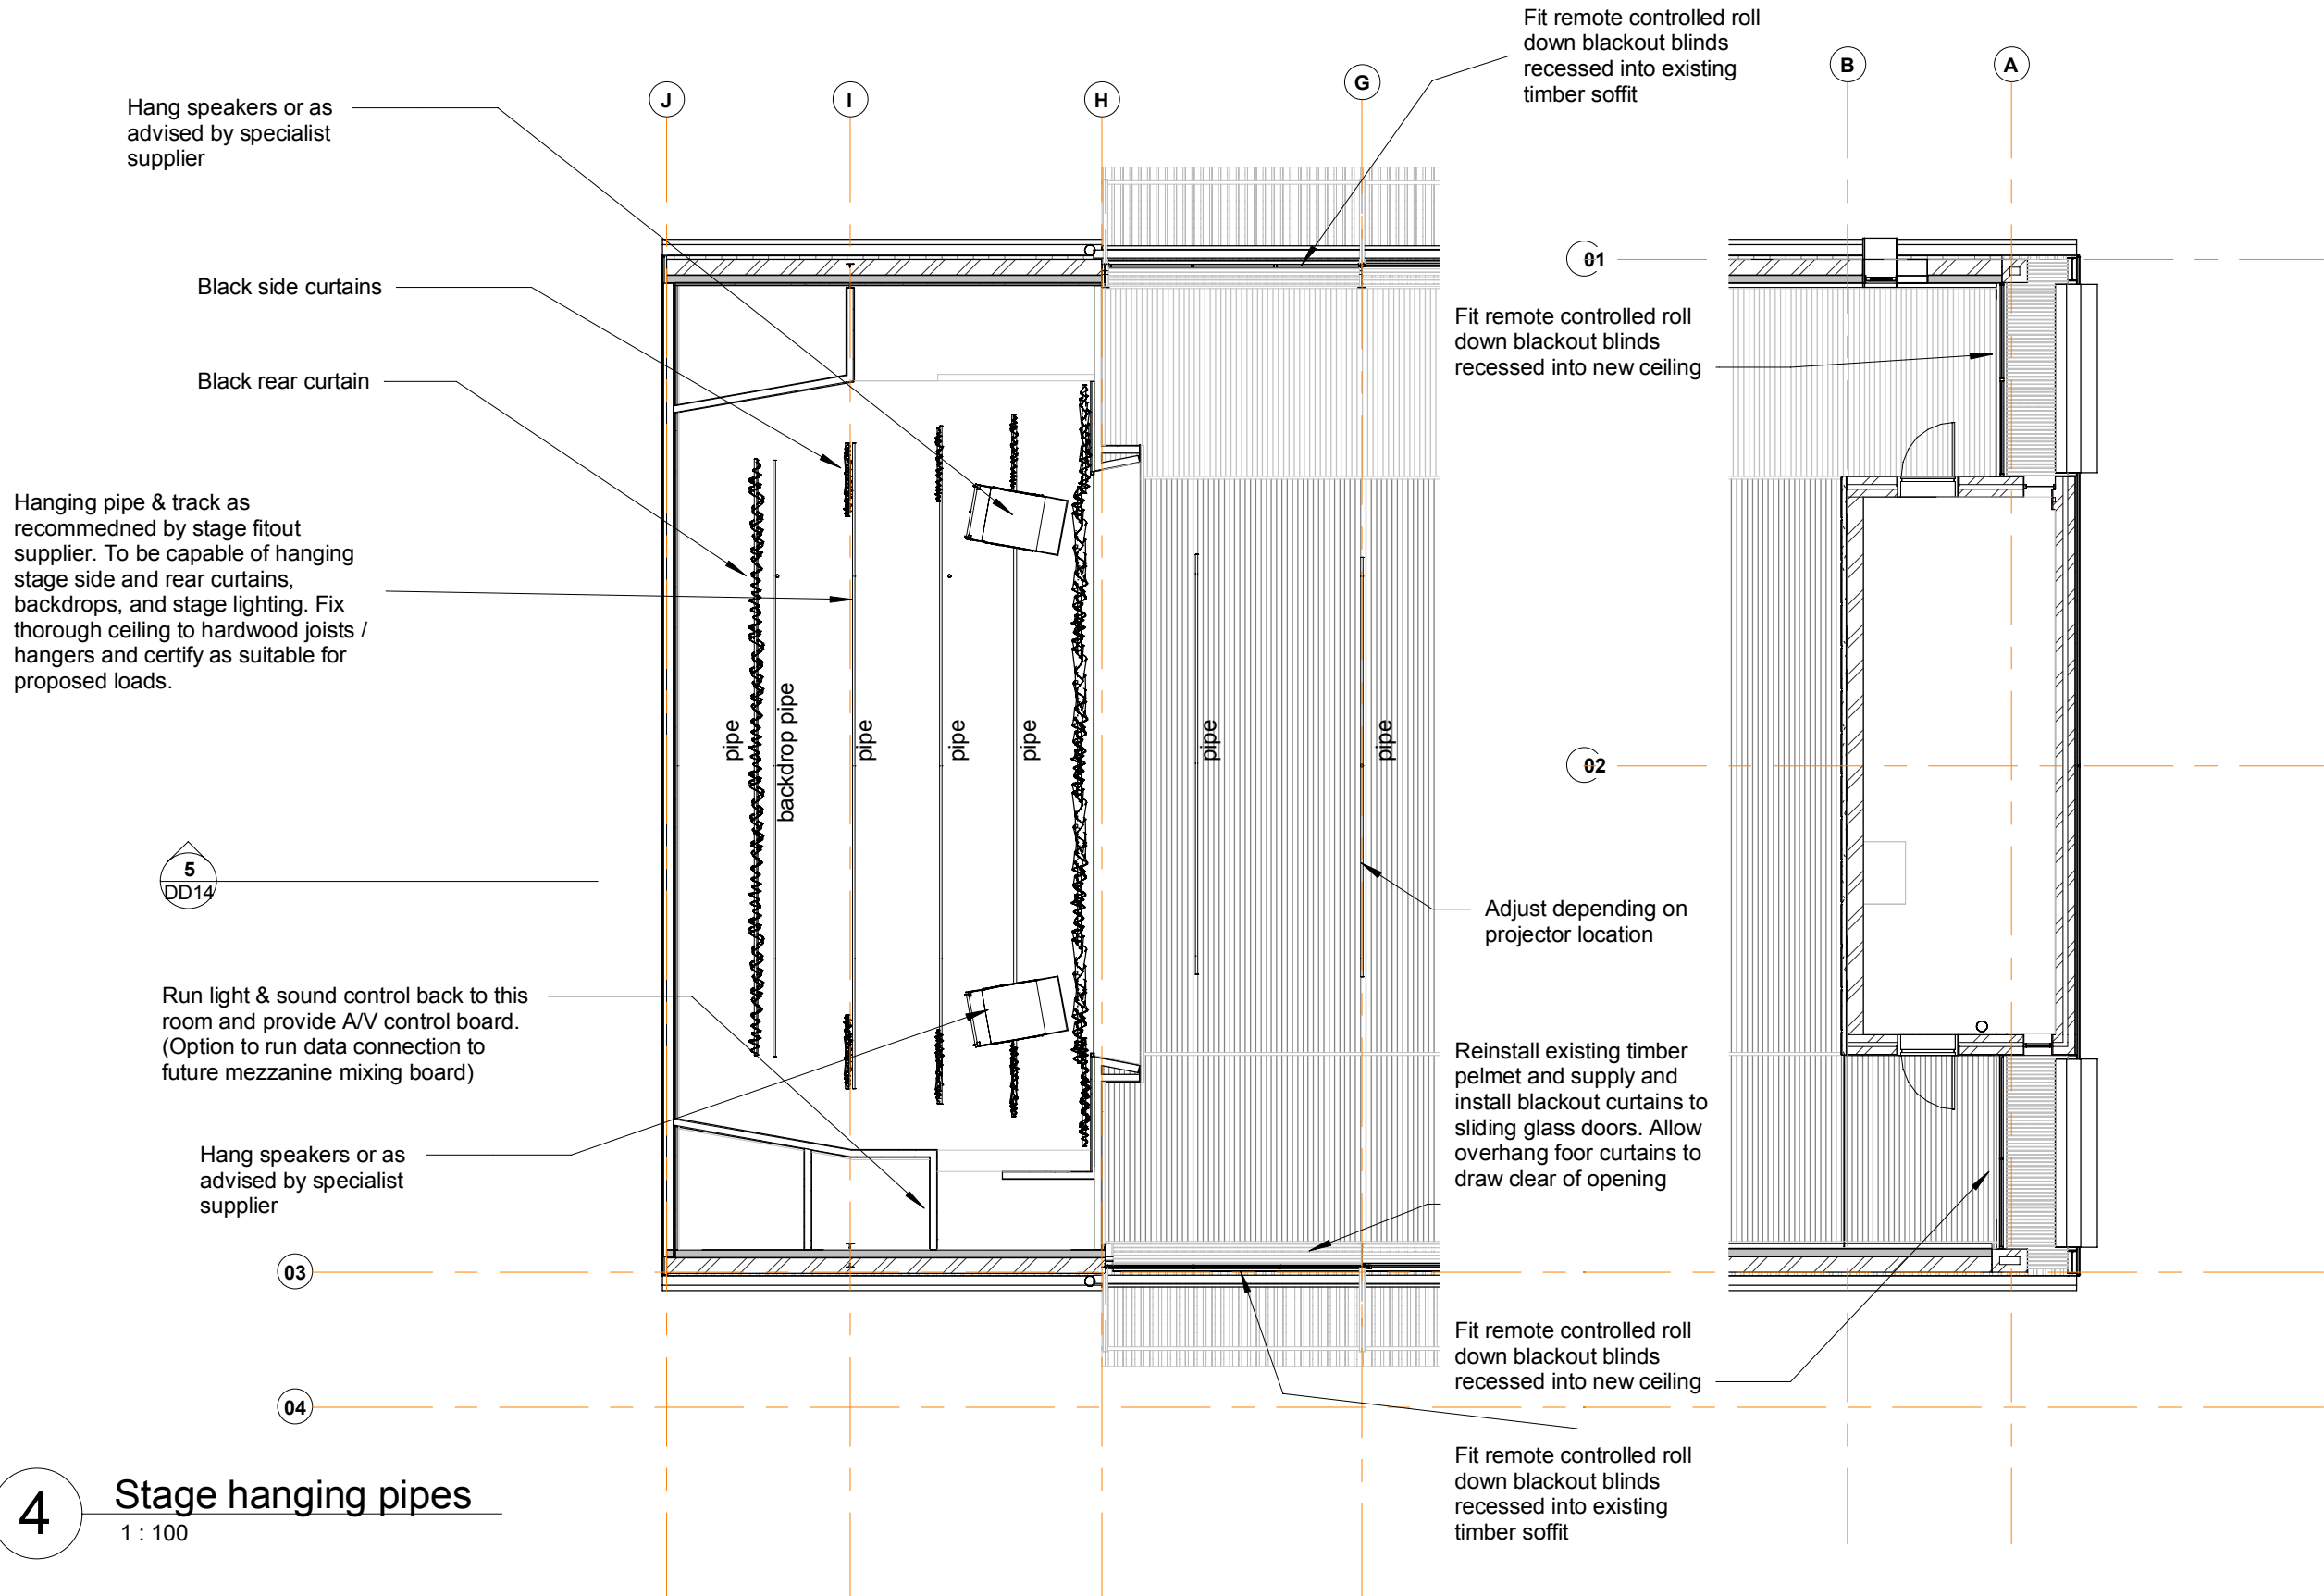 Fit remote controlled roll
down blackout blinds
recessed into existing
timber soffit
J
I
H
G
B
A
Hang speakers or as
advised by specialist
supplier
01
Black side curtains
Fit remote controlled roll
down blackout blinds
recessed into new ceiling
Black rear curtain
Hanging pipe & track as
recommedned by stage fitout
supplier. To be capable of hanging
stage side and rear curtains,
backdrops, and stage lighting. Fix
thorough ceiling to hardwood joists /
hangers and certify as suitable for
proposed loads.
pipe
backdrop pipe
pipe
pipe
pipe
pipe
pipe
02
5
DD14
Adjust depending on
projector location
Run light & sound control back to this
room and provide A/V control board.
(Option to run data connection to
future mezzanine mixing board)
Reinstall existing timber
pelmet and supply and
install blackout curtains to
sliding glass doors. Allow
overhang foor curtains to
draw clear of opening
Hang speakers or as
advised by specialist
supplier
03
Fit remote controlled roll
down blackout blinds
recessed into new ceiling
04
Fit remote controlled roll
down blackout blinds
recessed into existing
timber soffit
4
Stage hanging pipes
1 : 100